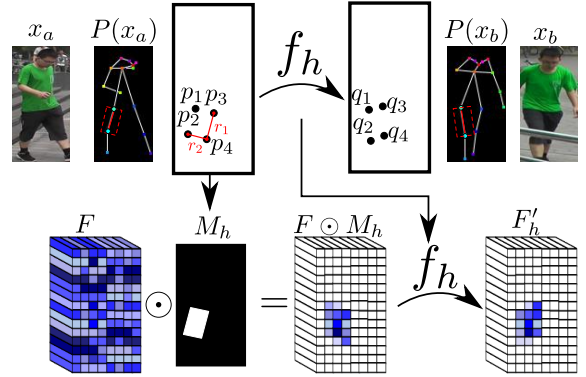 x_a P(x_a) f_h P(x_b) x_b
p_1 p_3 q_1 q_3
p_2 r_1 q_2 q_4
r_2 p_4
F M_h F ⊙ M_h F'_h
⊙ = f_h